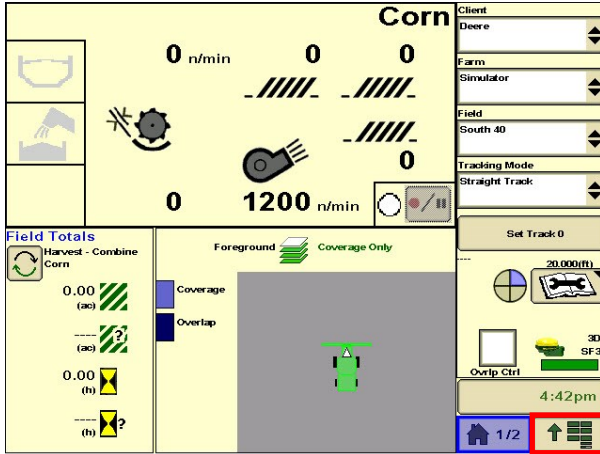 Corn
0 n/min
0
0
0
0
1200 n/min
Client
Deere
Farm
Simulator
Field
South 40
Tracking Mode
Straight Track
Set Track 0
----
20.000(ft)
Ovrlp Ctrl
3D
SF3
4:42pm
1/2
Field Totals
Harvest - Combine
Corn
0.00
(ac)
----
(ac)
?
0.00
(h)
----
(h)
?
Foreground
Coverage Only
Coverage
Overlap